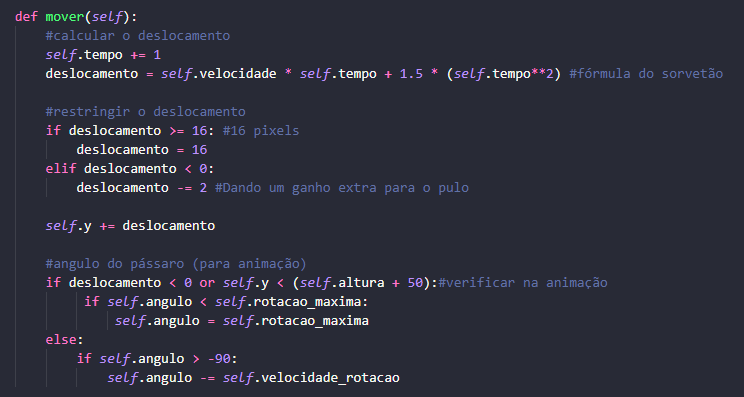 def mover(self):
    #calcular o deslocamento
    self.tempo += 1
    deslocamento = self.velocidade * self.tempo + 1.5 * (self.tempo**2) #fórmula do sorvetão

    #restringir o deslocamento
    if deslocamento >= 16: #16 pixels
        deslocamento = 16
    elif deslocamento < 0:
        deslocamento -= 2 #Dando um ganho extra para o pulo

    self.y += deslocamento

    #angulo do pássaro (para animação)
    if deslocamento < 0 or self.y < (self.altura + 50):#verificar na animação
         if self.angulo < self.rotacao_maxima:
             self.angulo = self.rotacao_maxima
    else:
        if self.angulo > -90:
            self.angulo -= self.velocidade_rotacao